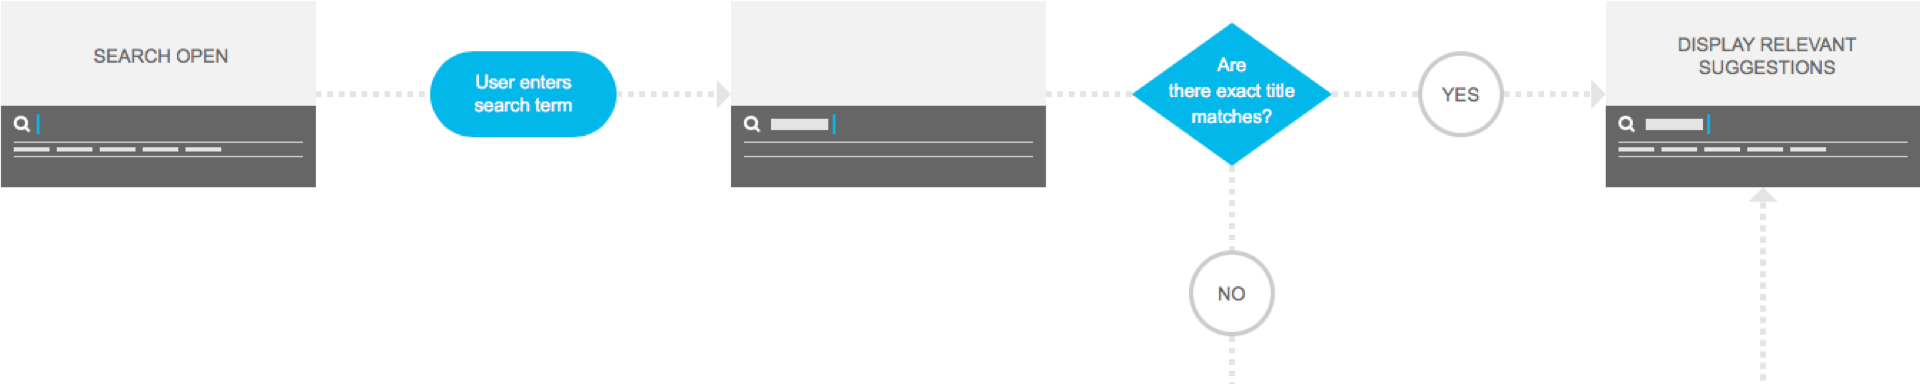 SEARCH OPEN
User enters
search term
Are
there exact title
matches?
YES
DISPLAY RELEVANT
SUGGESTIONS
NO